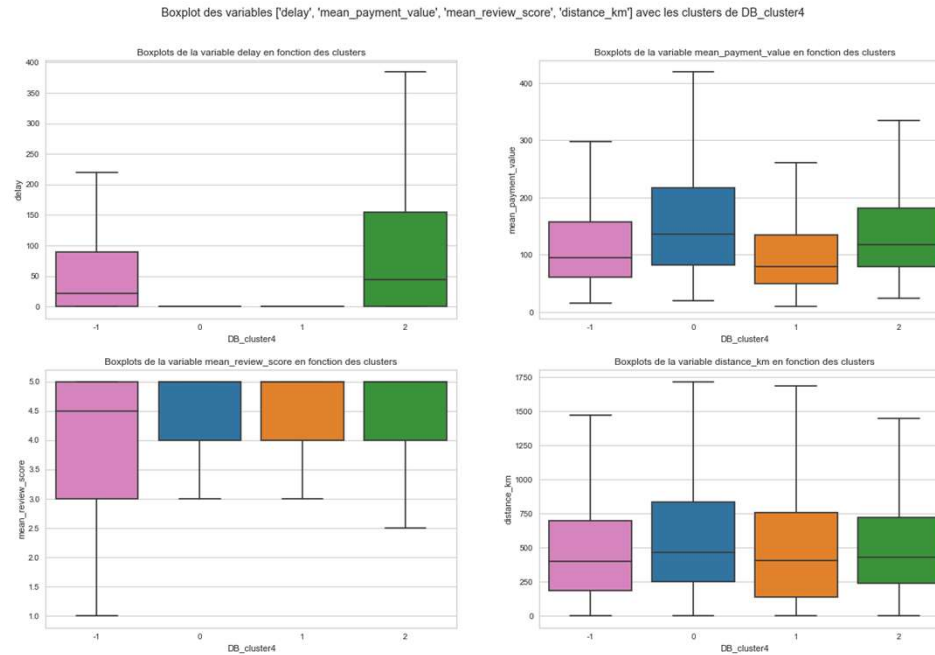 Boxplot des variables ['delay', 'mean_payment_value', 'mean_review_score', 'distance_km'] avec les clusters de DB_cluster4
Boxplots de la variable delay en fonction des clusters
400
350
300
250
200
150
100
50
0
delay
-1 0 1 2
DB_cluster4
Boxplots de la variable mean_payment_value en fonction des clusters
400
300
200
100
0
mean_payment_value
-1 0 1 2
DB_cluster4
Boxplots de la variable mean_review_score en fonction des clusters
5.0
4.5
4.0
3.5
3.0
2.5
2.0
1.5
1.0
mean_review_score
-1 0 1 2
DB_cluster4
Boxplots de la variable distance_km en fonction des clusters
1750
1500
1250
1000
750
500
250
0
distance_km
-1 0 1 2
DB_cluster4